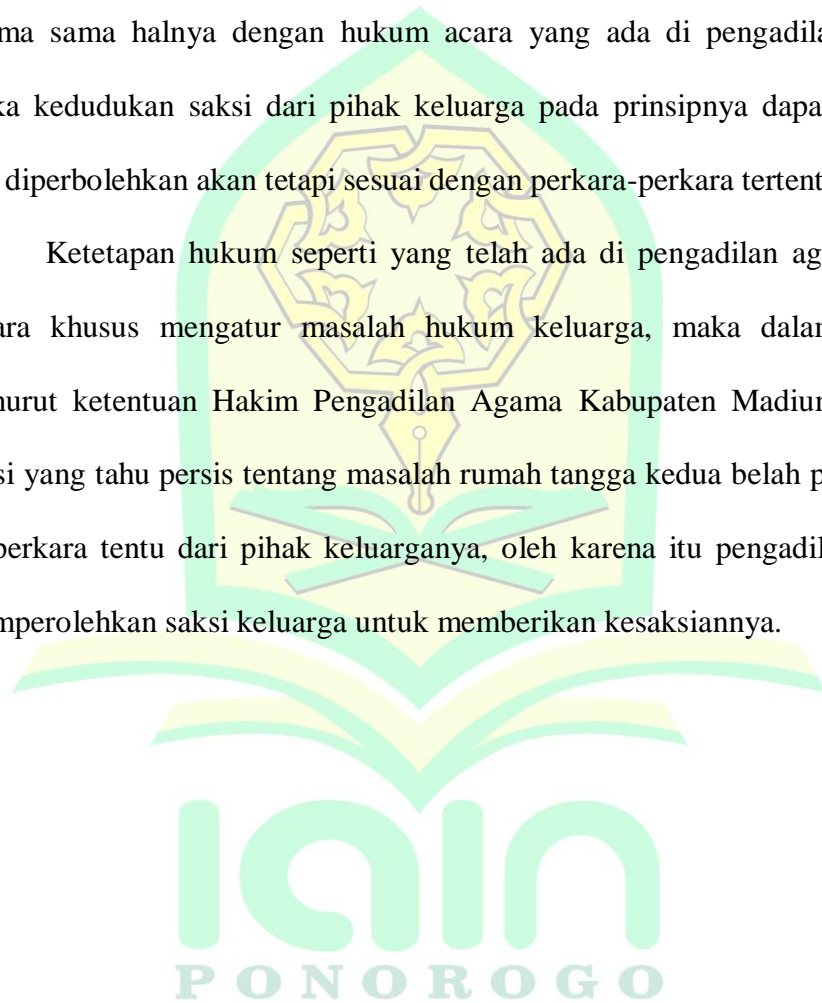 ma sama halnya dengan hukum acara yang ada di pengadila
ka kedudukan saksi dari pihak keluarga pada prinsipnya dapa
diperbolehkan akan tetapi sesuai dengan perkara-perkara tertent
Ketetapan hukum seperti yang telah ada di pengadilan ag
ara khusus mengatur masalah hukum keluarga, maka dalan
nurut ketentuan Hakim Pengadilan Agama Kabupaten Madiun
si yang tahu persis tentang masalah rumah tangga kedua belah p
perkara tentu dari pihak keluarganya, oleh karena itu pengadil
mperolehkan saksi keluarga untuk memberikan kesaksiannya.
iain
PONOROGO